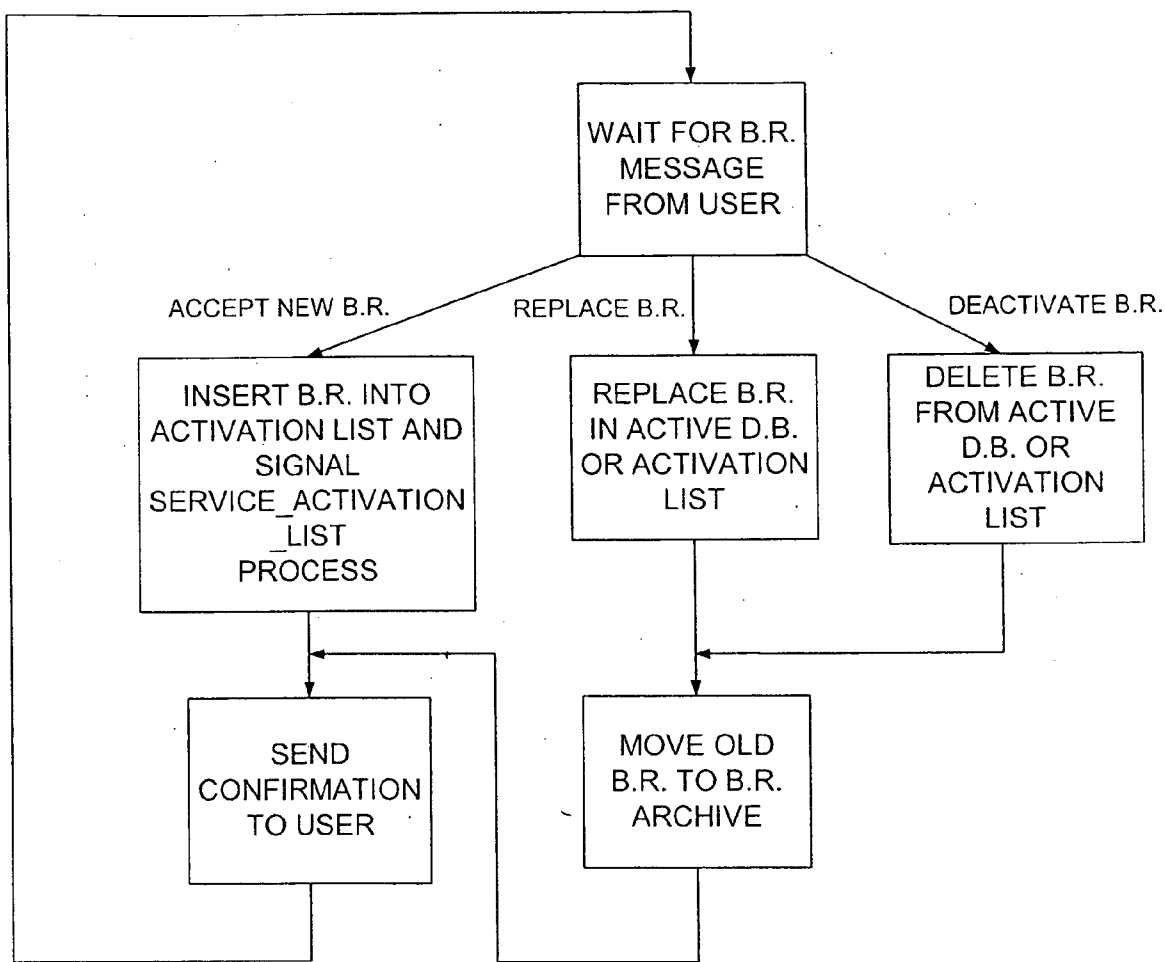 WAIT FOR B.R.
MESSAGE
FROM USER
ACCEPT NEW B.R.
REPLACE B.R.
DEACTIVATE B.R.
INSERT B.R. INTO
ACTIVATION LIST AND
SIGNAL
SERVICE_ACTIVATION
_LIST
PROCESS
REPLACE B.R.
IN ACTIVE D.B.
OR ACTIVATION
LIST
DELETE B.R.
FROM ACTIVE
D.B. OR
ACTIVATION
LIST
SEND
CONFIRMATION
TO USER
MOVE OLD
B.R. TO B.R.
ARCHIVE